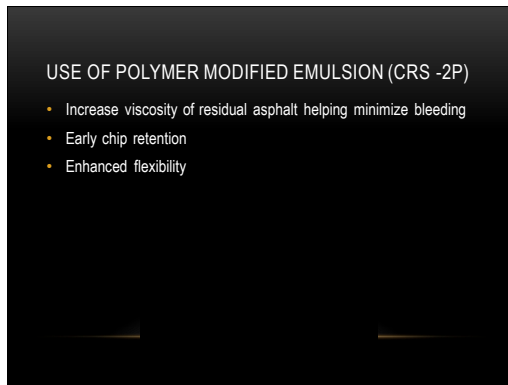 USE OF POLYMER MODIFIED EMULSION (CRS -2P)
• Increase viscosity of residual asphalt helping minimize bleeding
• Early chip retention
• Enhanced flexibility